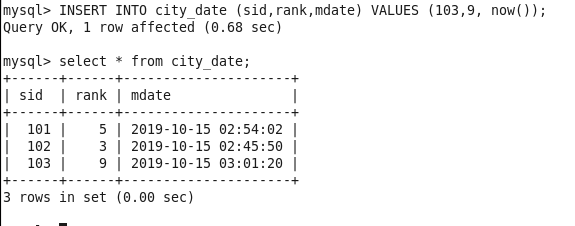 mysql> INSERT INTO city_date (sid,rank,mdate) VALUES (103,9, now());
Query OK, 1 row affected (0.68 sec)
mysql> select * from city_date;
+------+------+---------------------+
| sid  | rank | mdate               |
+------+------+---------------------+
|  101 |    5 | 2019-10-15 02:54:02 |
|  102 |    3 | 2019-10-15 02:45:50 |
|  103 |    9 | 2019-10-15 03:01:20 |
+------+------+---------------------+
3 rows in set (0.00 sec)